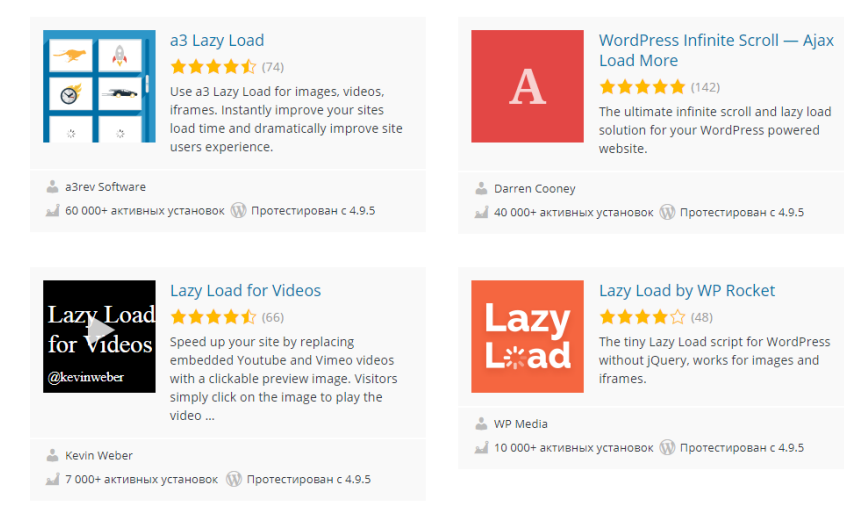 a3 Lazy Load
(74)
Use a3 Lazy Load for images, videos,
iframes. Instantly improve your sites
load time and dramatically improve site
users experience.
a3rev Software
60 000+ активных установок Протестирован с 4.9.5
A
WordPress Infinite Scroll — Ajax
Load More
(142)
The ultimate infinite scroll and lazy load
solution for your WordPress powered
website.
Darren Cooney
40 000+ активных установок Протестирован с 4.9.5
Lazy Load
for Videos
@kevinweber
Lazy Load for Videos
(66)
Speed up your site by replacing
embedded Youtube and Vimeo videos
with a clickable preview image. Visitors
simply click on the image to play the
video ...
Kevin Weber
7 000+ активных установок Протестирован с 4.9.5
Lazy
Load
Lazy Load by WP Rocket
(48)
The tiny Lazy Load script for WordPress
without jQuery, works for images and
iframes.
WP Media
10 000+ активных установок Протестирован с 4.9.5